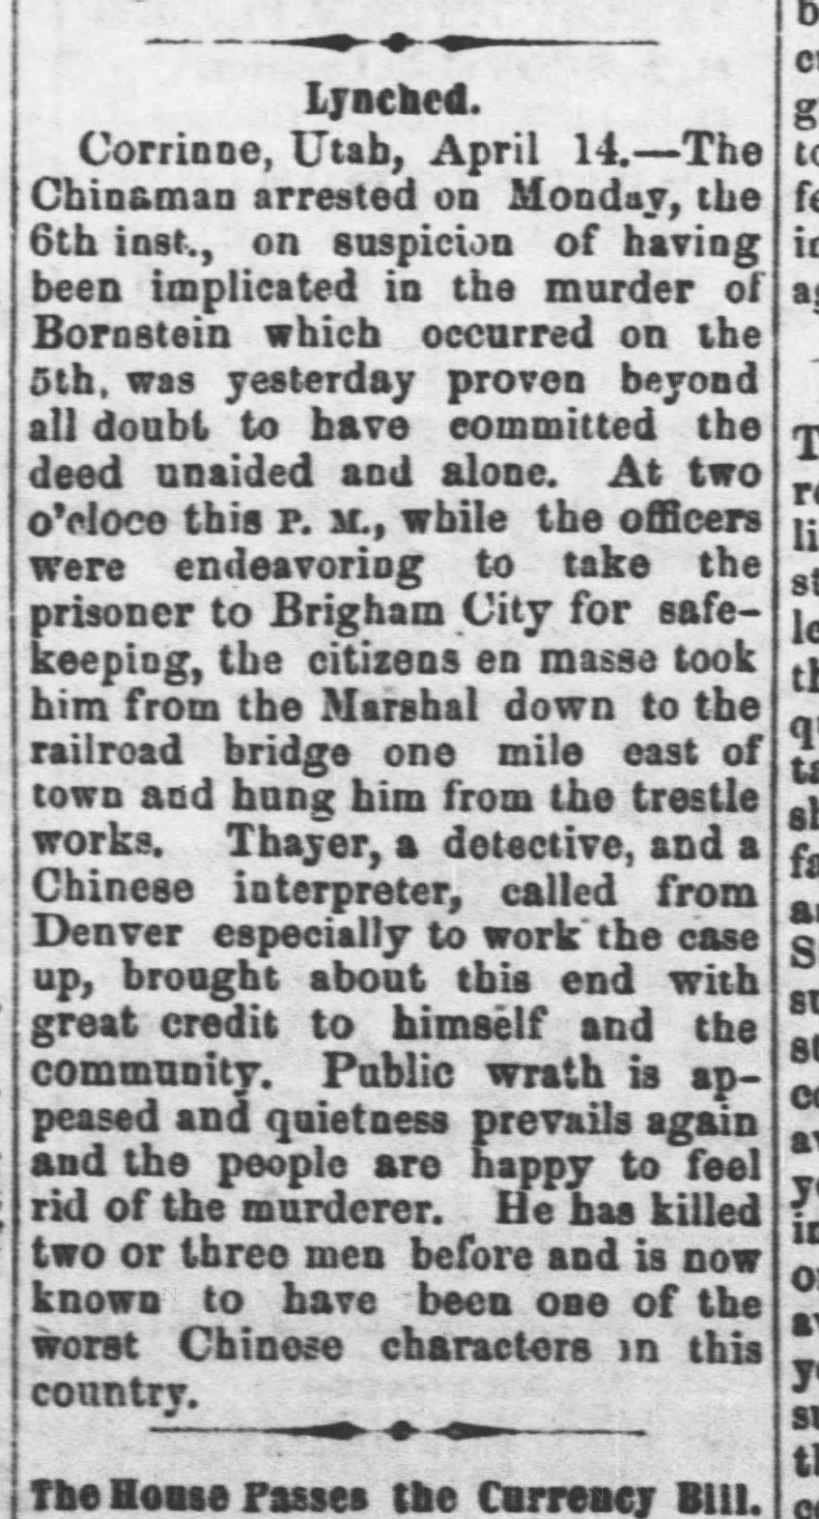 Lynched.
Corrinne, Utah, April 14.—The
Chinaman arrested on Monday, the
6th inst., on suspicion of having
been implicated in the murder of
Bornstein which occurred on the
5th, was yesterday proven beyond
all doubt to have committed the
deed unaided and alone. At two
o'cloce this P. M., while the officers
were endeavoring to take the
prisoner to Brigham City for safe-
keeping, the citizens en masse took
him from the Marshal down to the
railroad bridge one mile east of
town and hung him from the trestle
works. Thayer, a detective, and a
Chinese interpreter, called from
Denver especially to work the case
up, brought about this end with
great credit to himself and the
community. Public wrath is ap-
peased and quietness prevails again
and the people are happy to feel
rid of the murderer. He has killed
two or three men before and is now
known to have been one of the
worst Chinese characters in this
country.
The House Passes the Currency Bill.